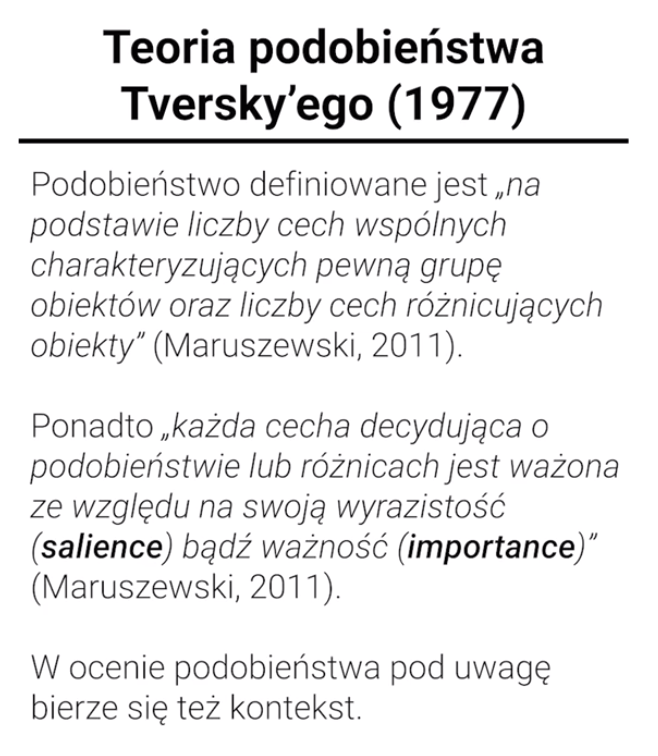 Teoria podobieństwa
Tversky’ego (1977)
Podobieństwo definiowane jest „na
podstawie liczby cech wspólnych
charakteryzujących pewną grupę
obiektów oraz liczby cech różnicujących
obiekty” (Maruszewski, 2011).
Ponadto „każda cecha decydująca o
podobieństwie lub różnicach jest ważona
ze względu na swoją wyrazistość
(salience) bądź ważność (importance)”
(Maruszewski, 2011).
W ocenie podobieństwa pod uwagę
bierze się też kontekst.